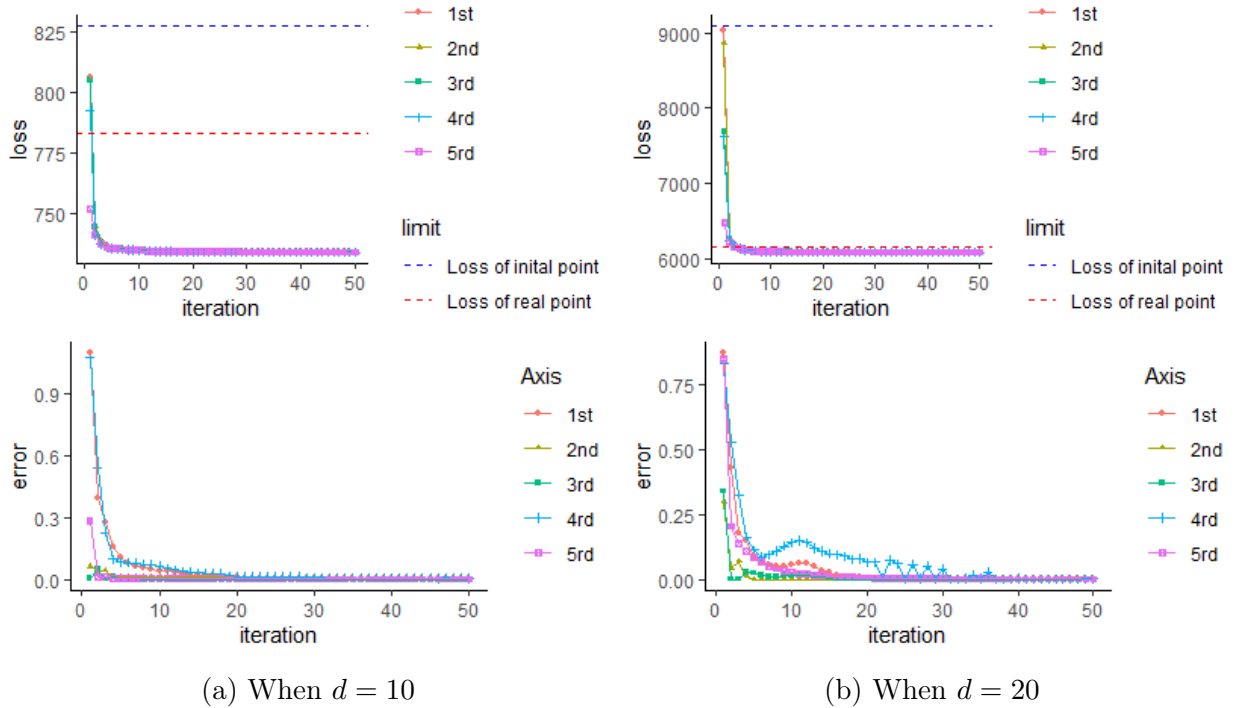 825
800
775
750
loss
0
10
20
30
40
50
iteration
1st
2nd
3rd
4rd
5rd
limit
Loss of inital point
Loss of real point
9000
8000
7000
6000
loss
0
10
20
30
40
50
iteration
1st
2nd
3rd
4rd
5rd
limit
Loss of inital point
Loss of real point
0.9
0.6
0.3
0.0
error
0
10
20
30
40
50
iteration
Axis
1st
2nd
3rd
4rd
5rd
0.75
0.50
0.25
0.00
error
0
10
20
30
40
50
iteration
Axis
1st
2nd
3rd
4rd
5rd
(a) When d = 10
(b) When d = 20